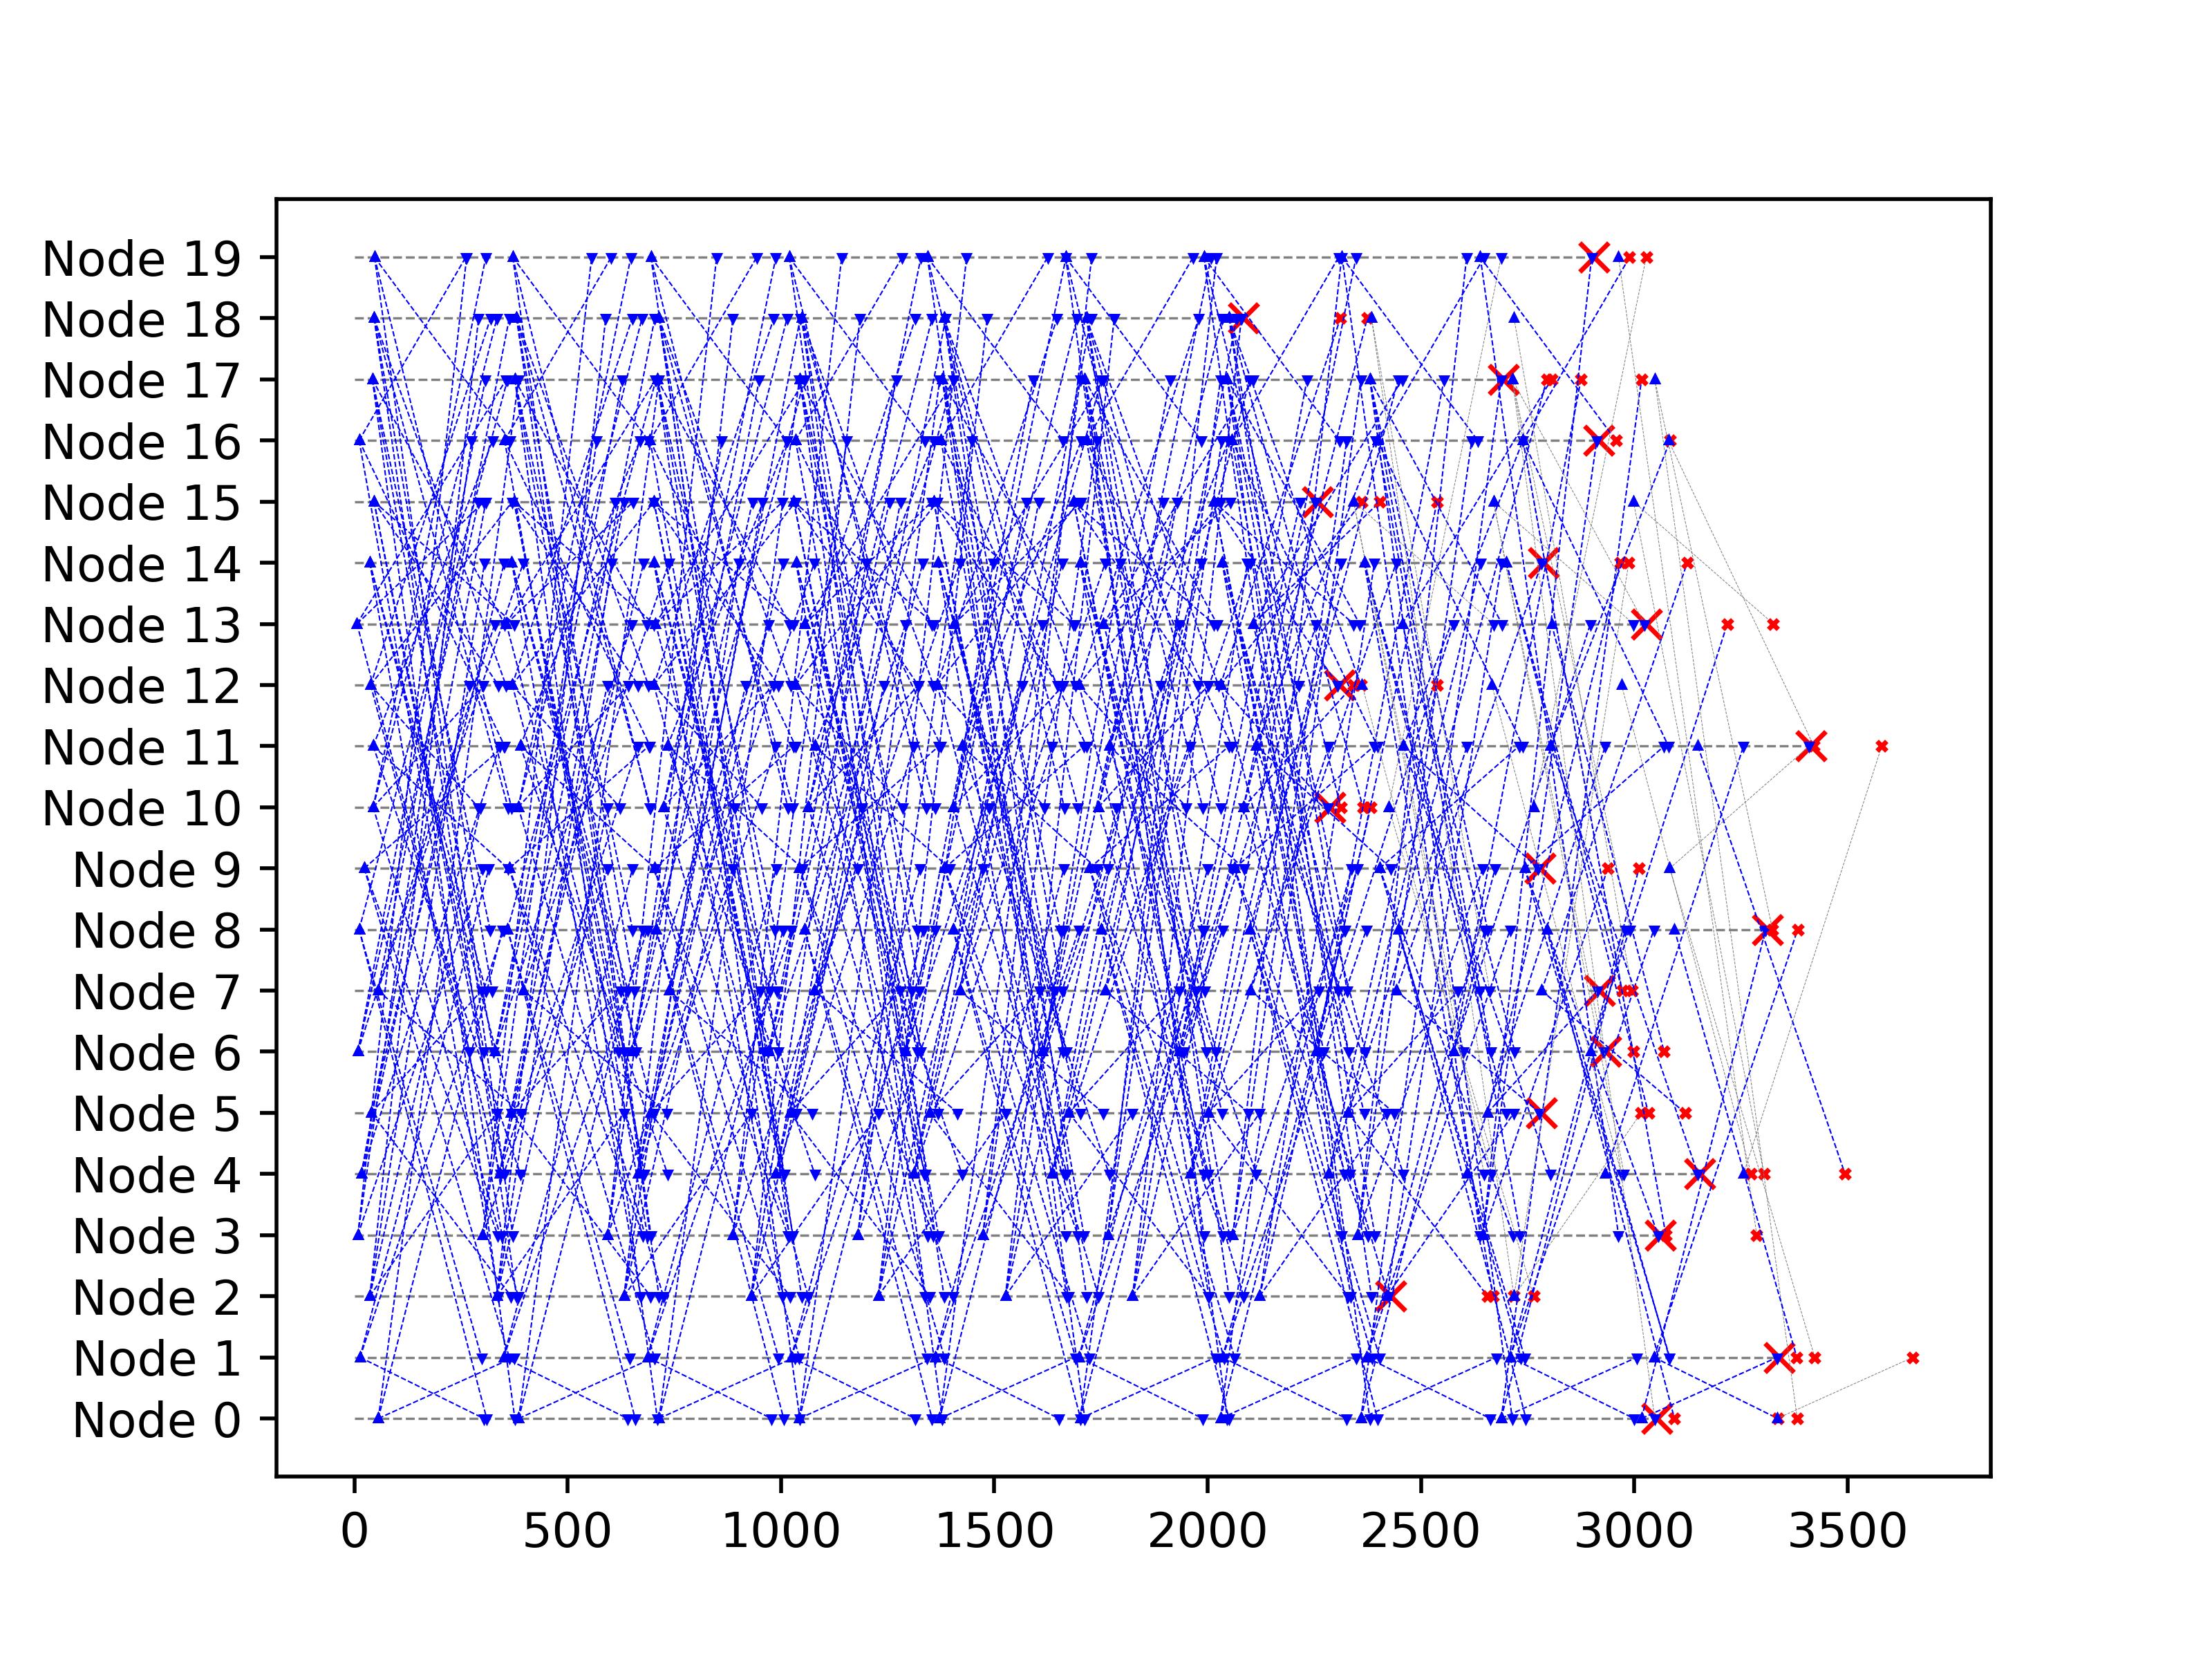 Node 19
Node 18
Node 17
Node 16
Node 15
Node 14
Node 13
Node 12
Node 11
Node 10
Node 9
Node 8
Node 7
Node 6
Node 5
Node 4
Node 3
Node 2
Node 1
Node 0
0 500 1000 1500 2000 2500 3000 3500